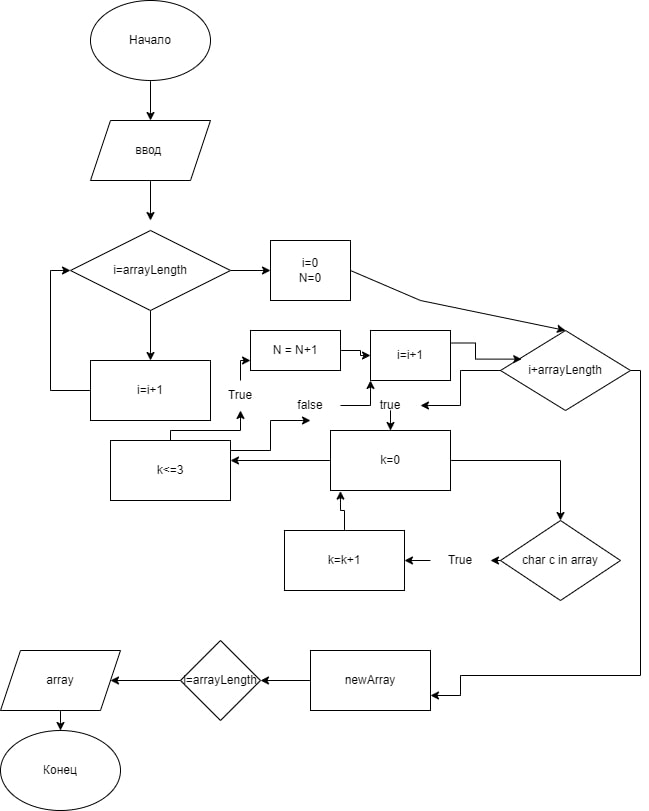 Начало
ввод
i=arrayLength
i=0
N=0
N = N+1
i=i+1
i+arrayLength
i=i+1
True
false
true
k<=3
k=0
k=k+1
True
char c in array
array
i=arrayLength
newArray
Конец